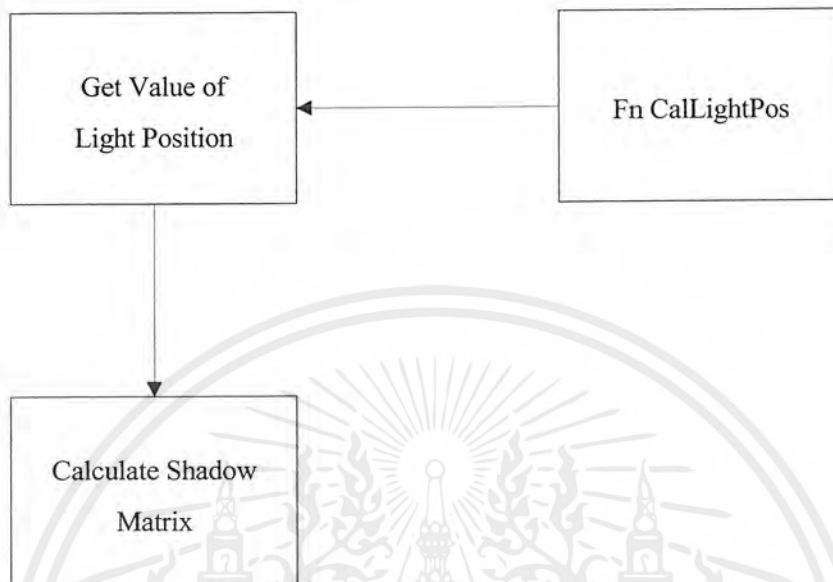 Get Value of
Light Position
Fn CalLightPos
Calculate Shadow
Matrix